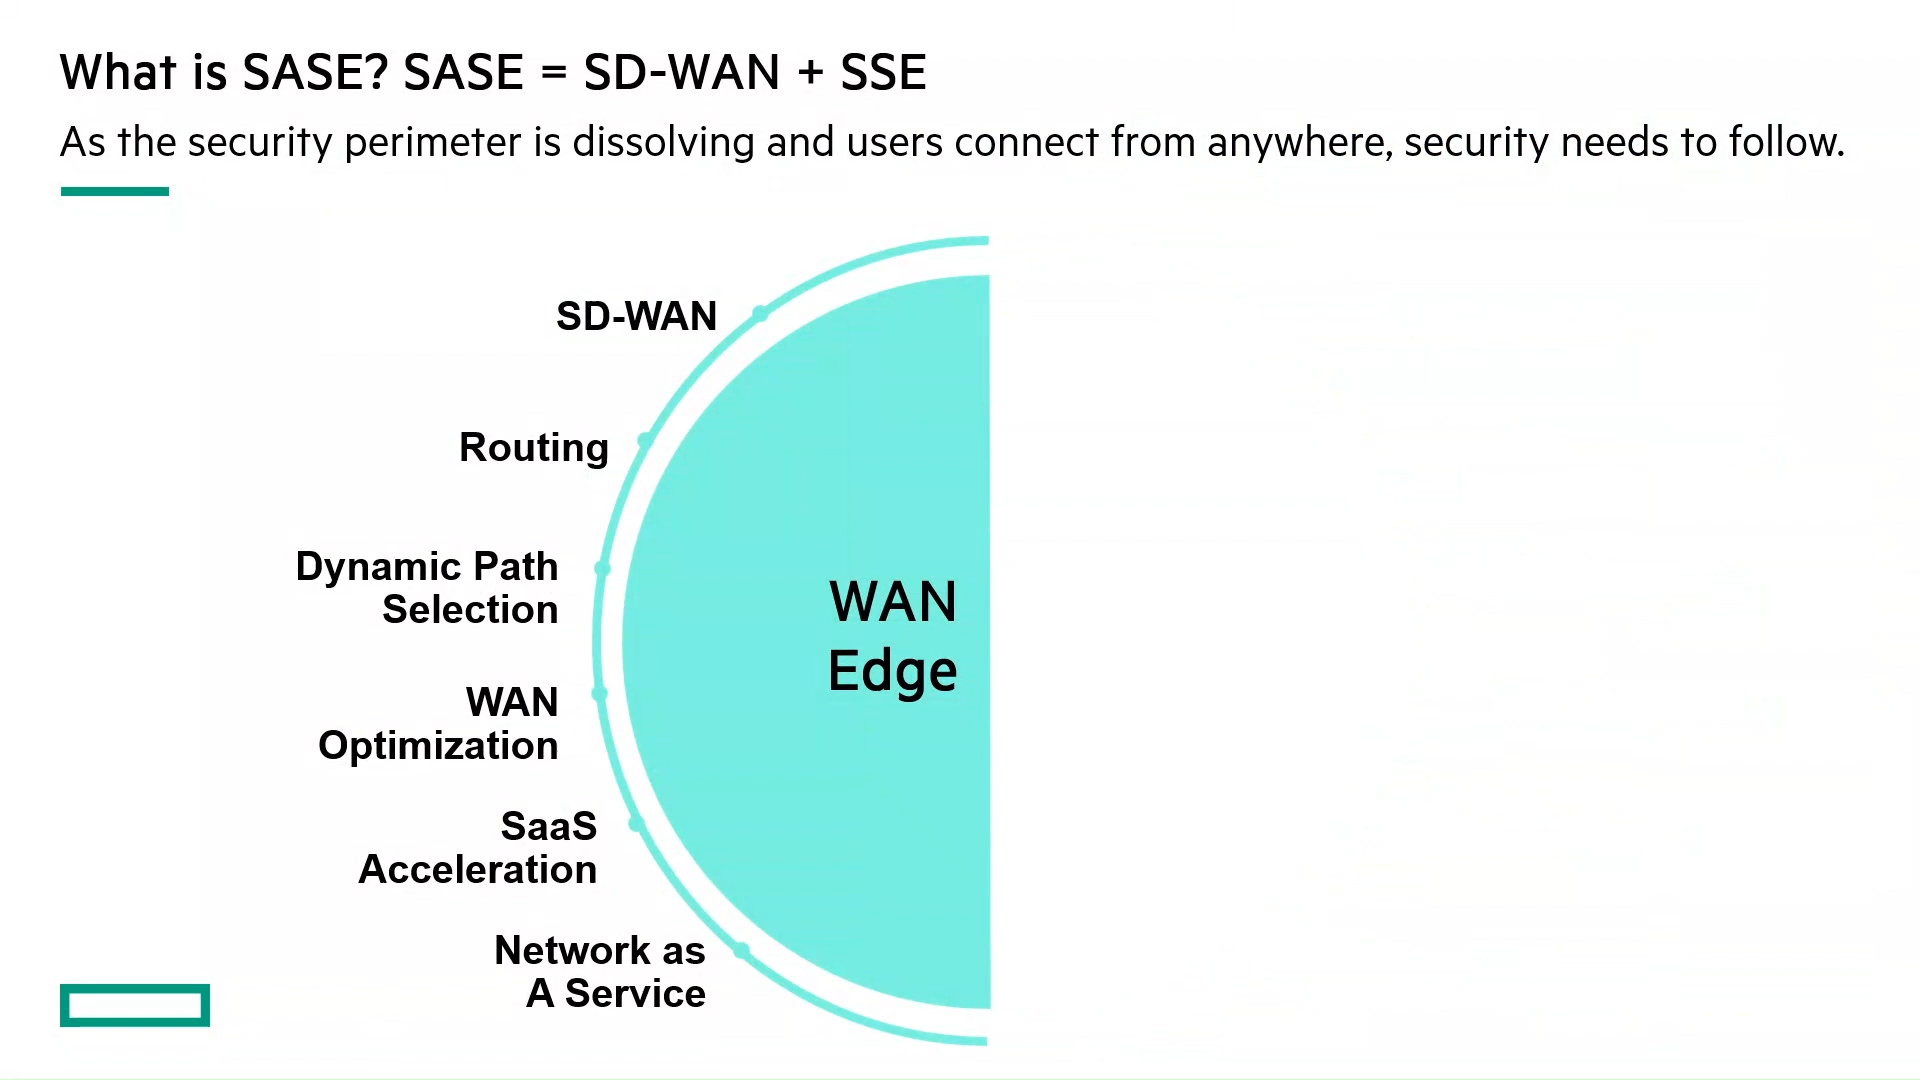 What is SASE? SASE = SD-WAN + SSE
As the security perimeter is dissolving and users connect from anywhere, security needs to follow.
SD-WAN
Routing
Dynamic Path
Selection
WAN
Optimization
SaaS
Acceleration
Network as
A Service
WAN
Edge